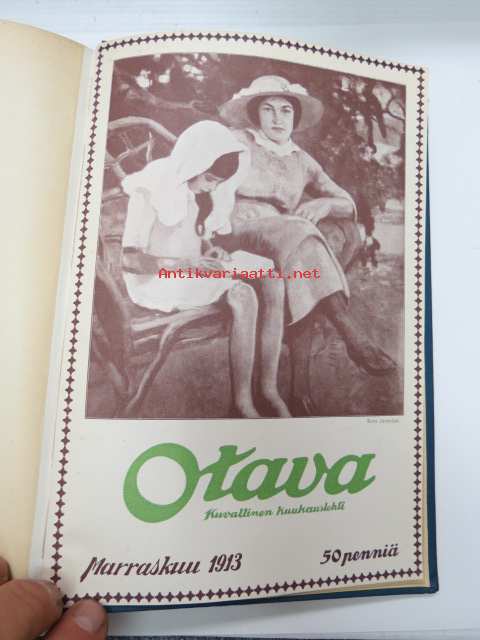 Antikvariaatti.net
Otava
Kuvallinen kuukauslehti
Marraskuu 1913
50 penniä